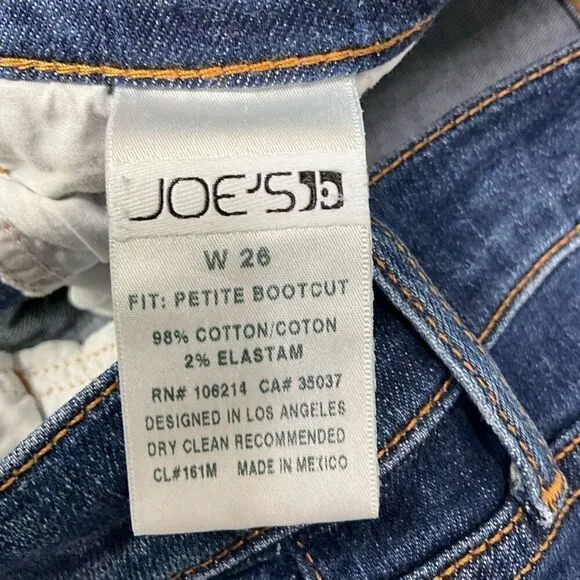 JOE'S
W 26
FIT: PETITE BOOTCUT
98% COTTON/COTON
2% ELASTAM
RN# 106214 CA# 35037
DESIGNED IN LOS ANGELES
DRY CLEAN RECOMMENDED
CL#161M MADE IN MEXICO